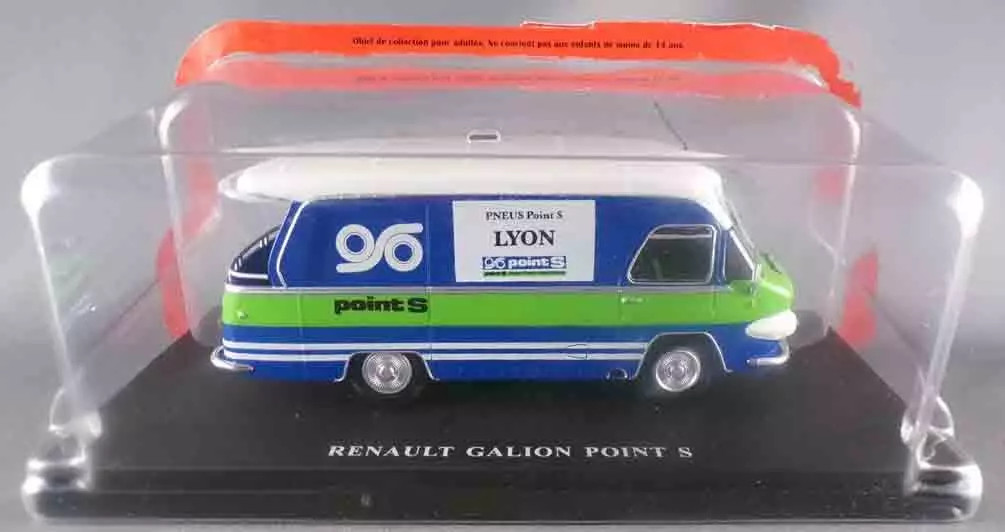 Objet de collection pour adultes. Ne convient pas aux enfants de moins de 14 ans.
96
PNEUS Point S
LYON
96 point S
point S
RENAULT GALION POINT S